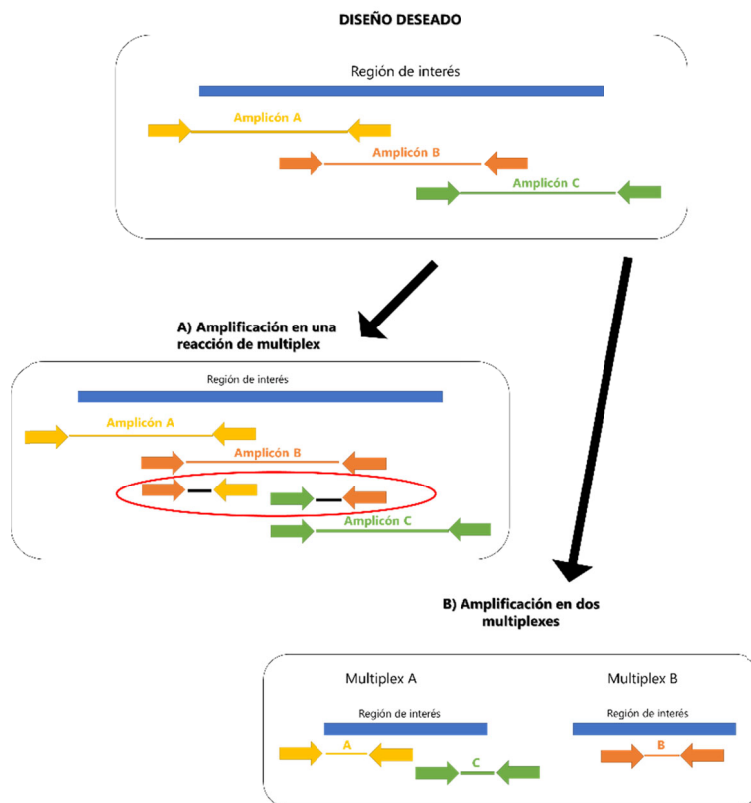 DISEÑO DESEADO
Región de interés
Amplicón A
Amplicón B
Amplicón C
A) Amplificación en una
reacción de multiplex
Región de interés
Amplicón A
Amplicón B
Amplicón C
B) Amplificación en dos
multiplexes
Multiplex A
Multiplex B
Región de interés
Región de interés
A
B
C